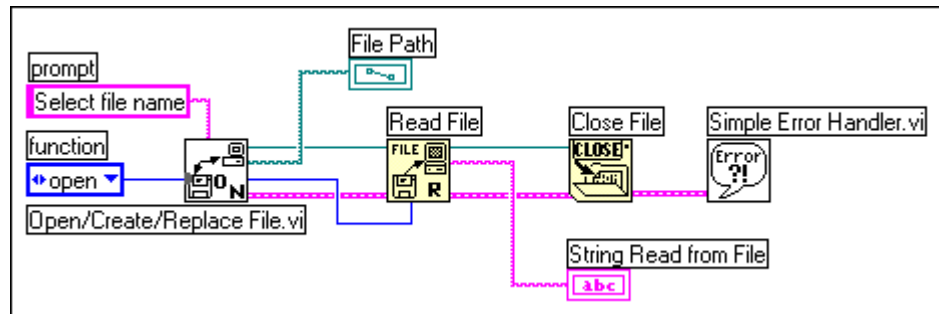 File Path
prompt
Select file name
Read File
Close File
Simple Error Handler.vi
function
open
O
N
FILE
R
CLOSE
Error
?!
Open/Create/Replace File.vi
String Read from File
abc